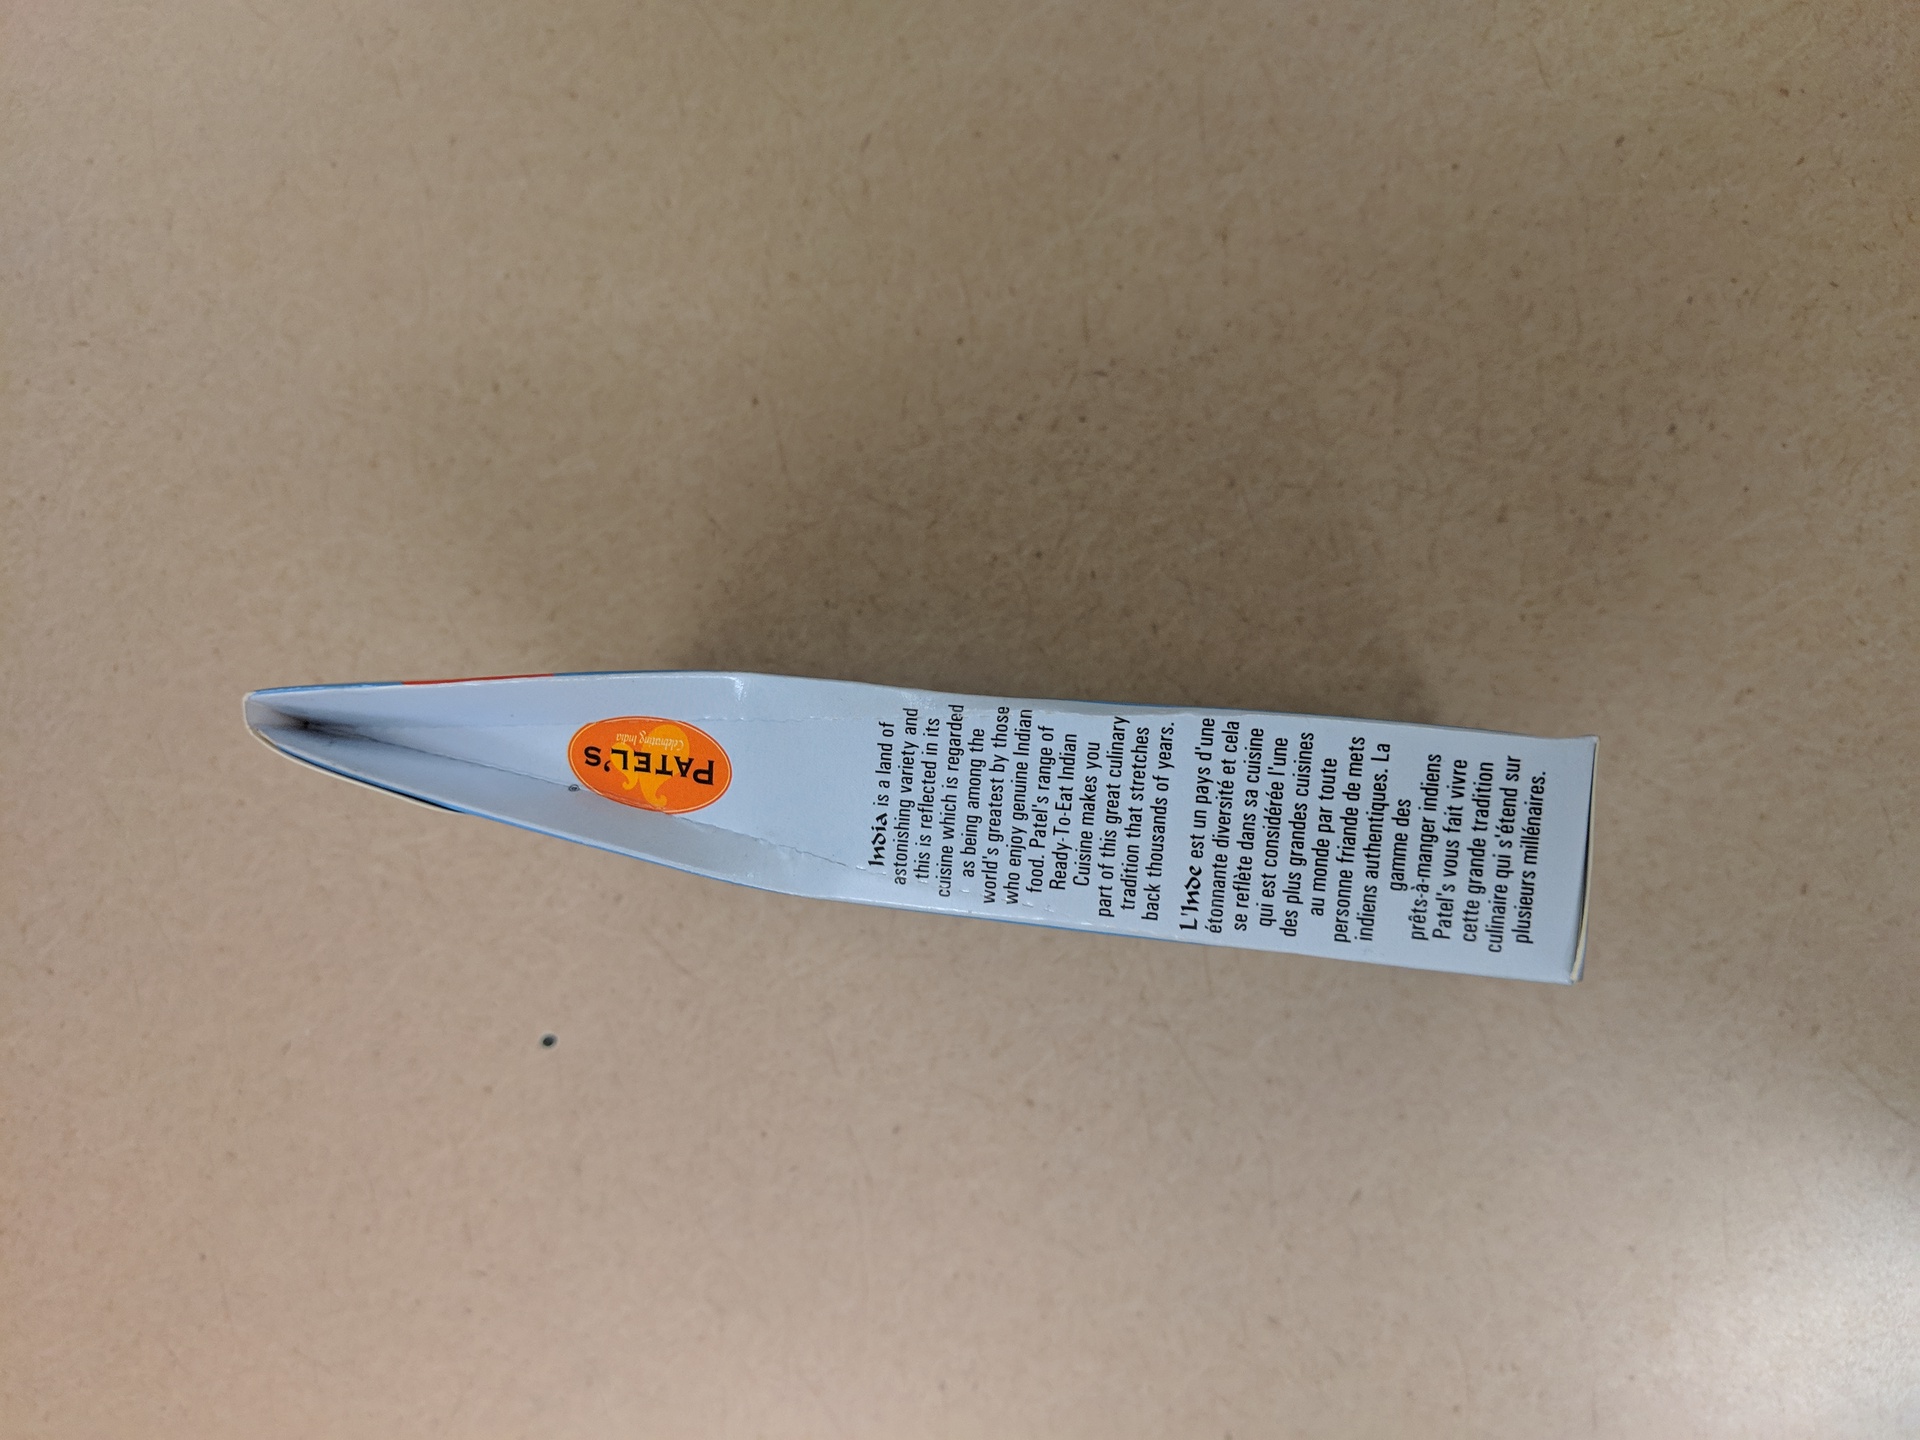 PATEL'S
Celebrating India
India is a land of
astonishing variety and
this is reflected in its
cuisine which is regarded
as being among the
world's greatest by those
who enjoy genuine Indian
food. Patel's range of
Ready-To-Eat Indian
Cuisine makes you
part of this great culinary
tradition that stretches
back thousands of years.
L'Inde est un pays d'une
étonnante diversité et cela
se reflète dans sa cuisine
qui est considérée l'une
des plus grandes cuisines
au monde par toute
personne friande de mets
indiens authentiques. La
gamme des
prêts-à-manger indiens
Patel's vous fait vivre
cette grande tradition
culinaire qui s'étend sur
plusieurs millénaires.